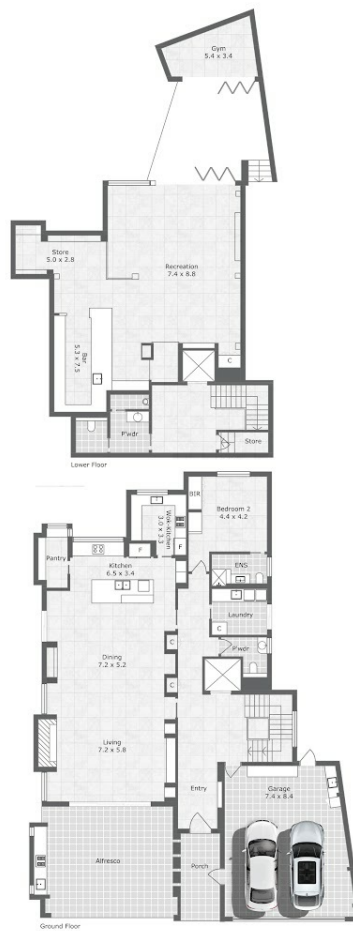 Gym
5.4 x 3.4
Store
5.0 x 2.8
Recreation
7.4 x 8.8
Bar
5.3 x 7.5
C
P'wdr
Store
Lower Floor
BIR
Bedroom 2
4.4 x 4.2
Wok-Kitchen
3.0 x 3.3
Pantry
Kitchen
6.5 x 3.4
F
F
ENS
Laundry
C
Dining
7.2 x 5.2
C
P'wdr
C
Living
7.2 x 5.8
Entry
Garage
7.4 x 8.4
Alfresco
Porch
Ground Floor